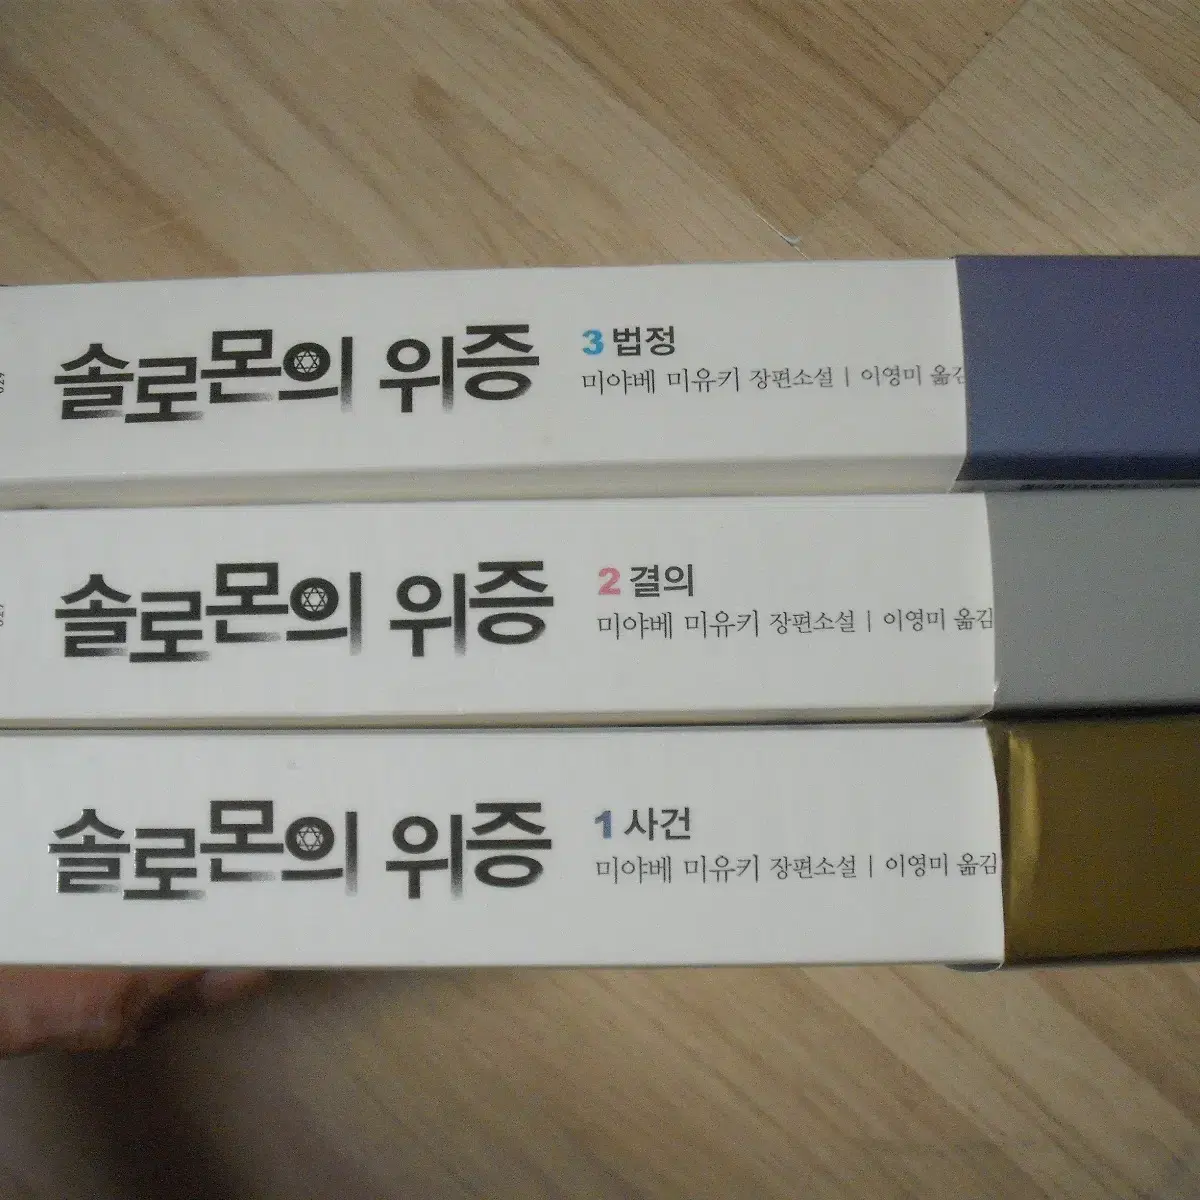 솔로몬의 위증
3 법정
미야베 미유키 장편소설 | 이영미 옮김
솔로몬의 위증
2 결의
미야베 미유키 장편소설 | 이영미 옮김
솔로몬의 위증
1 사건
미야베 미유키 장편소설 | 이영미 옮김